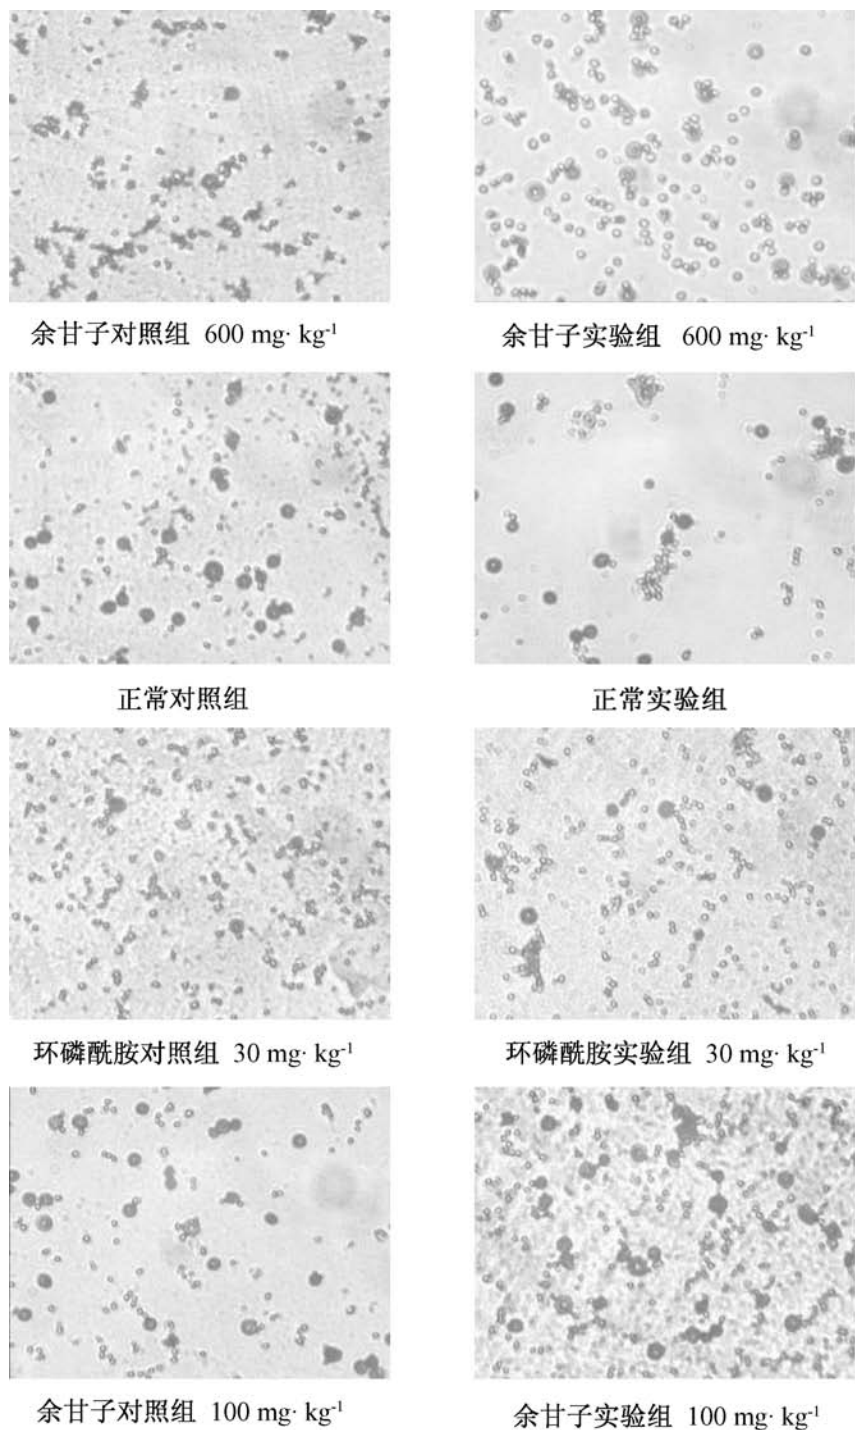 余甘子对照组 600 mg· kg⁻¹
余甘子实验组 600 mg· kg⁻¹
正常对照组
正常实验组
环磷酰胺对照组 30 mg· kg⁻¹
环磷酰胺实验组 30 mg· kg⁻¹
余甘子对照组 100 mg· kg⁻¹
余甘子实验组 100 mg· kg⁻¹